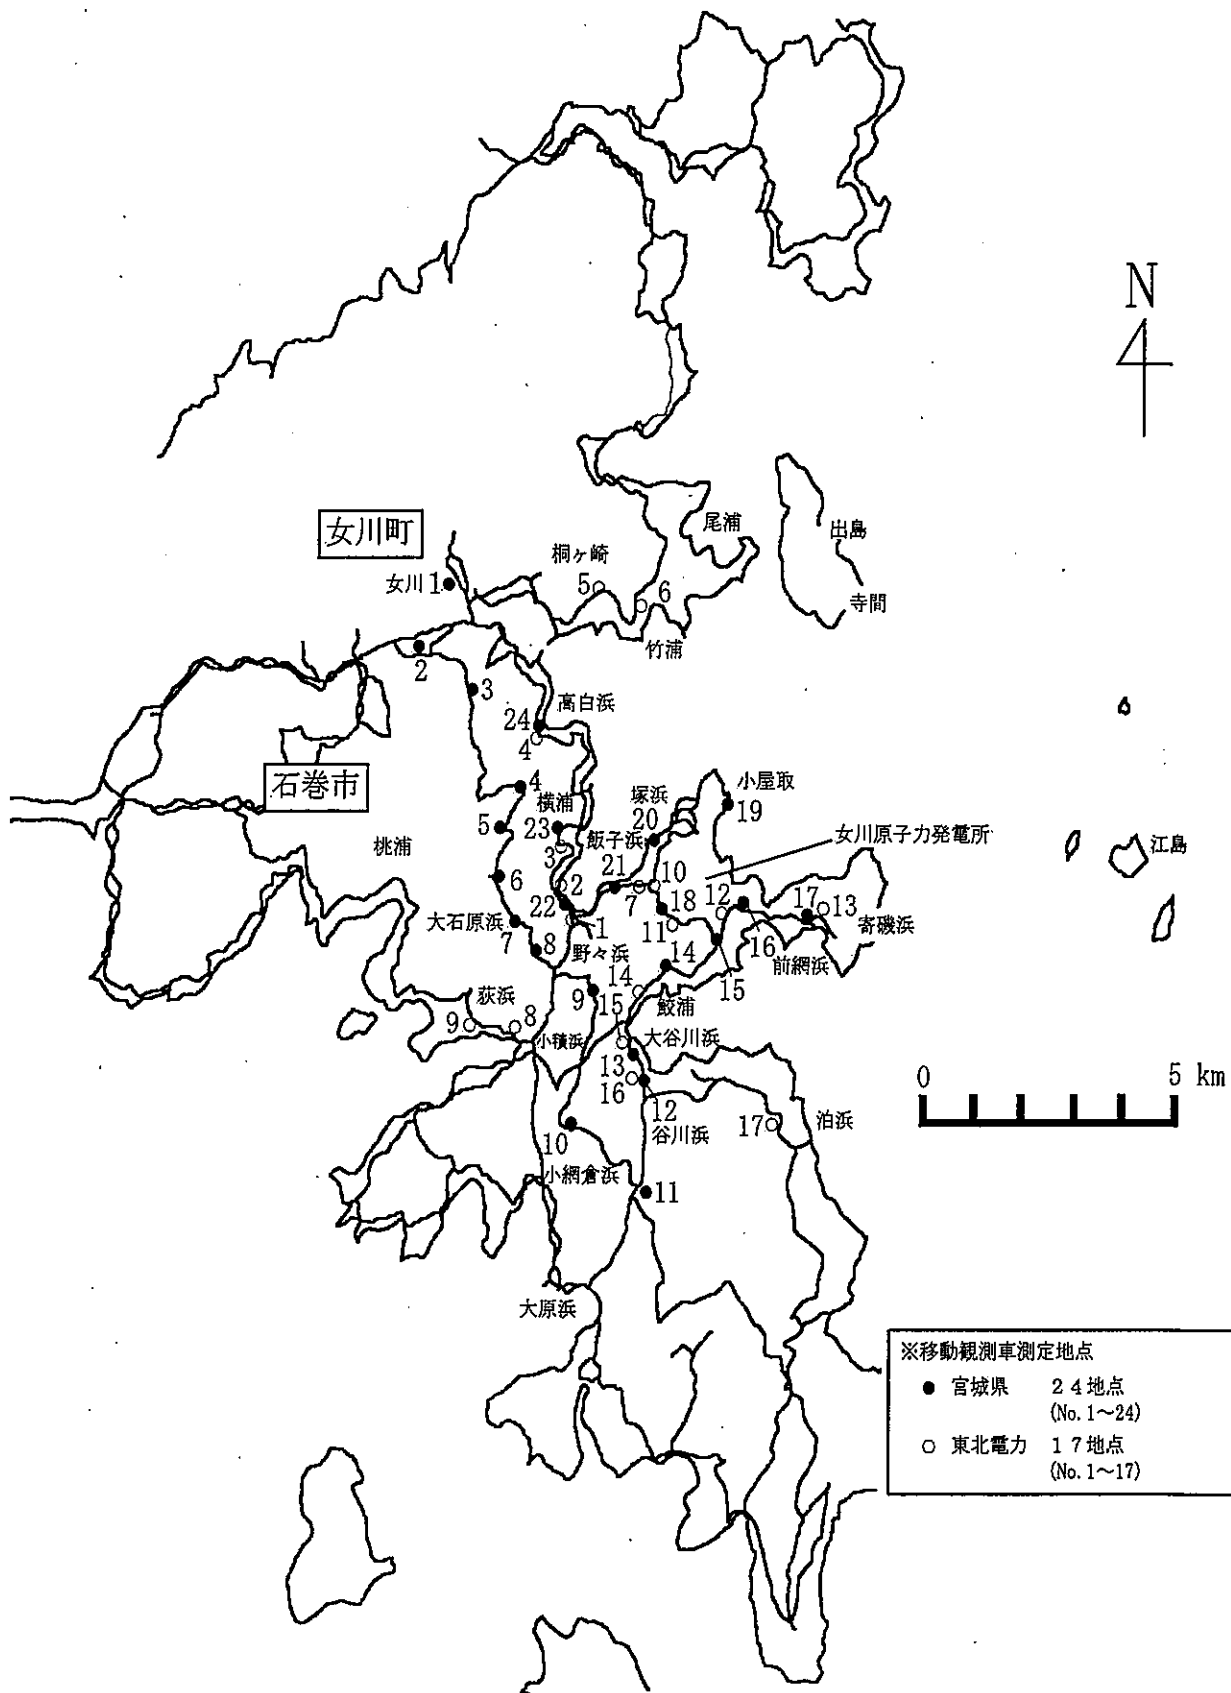 N
尾浦
出島
女川町
桐ヶ崎
女川 1
5
6
寺間
竹浦
2
3
高白浜
24
4
石巻市
4
小屋取
塚浜
横浦
20
19
5
23
飯子浜
女川原子力発電所
桃浦
3
江島
21
6
2
7
10
22
18
12
17
13
大石原浜
1
11
寄磯浜
7
8
16
野々浜
14
前網浜
15
9
14
荻浜
15
鮫浦
9
8
小積浜
大谷川浜
0
5 km
13
16
12
10
谷川浜
17
泊浜
小網倉浜
11
大原浜
※移動観測車測定地点
● 宮城県 24地点
(No.1～24)
○ 東北電力 17地点
(No.1～17)